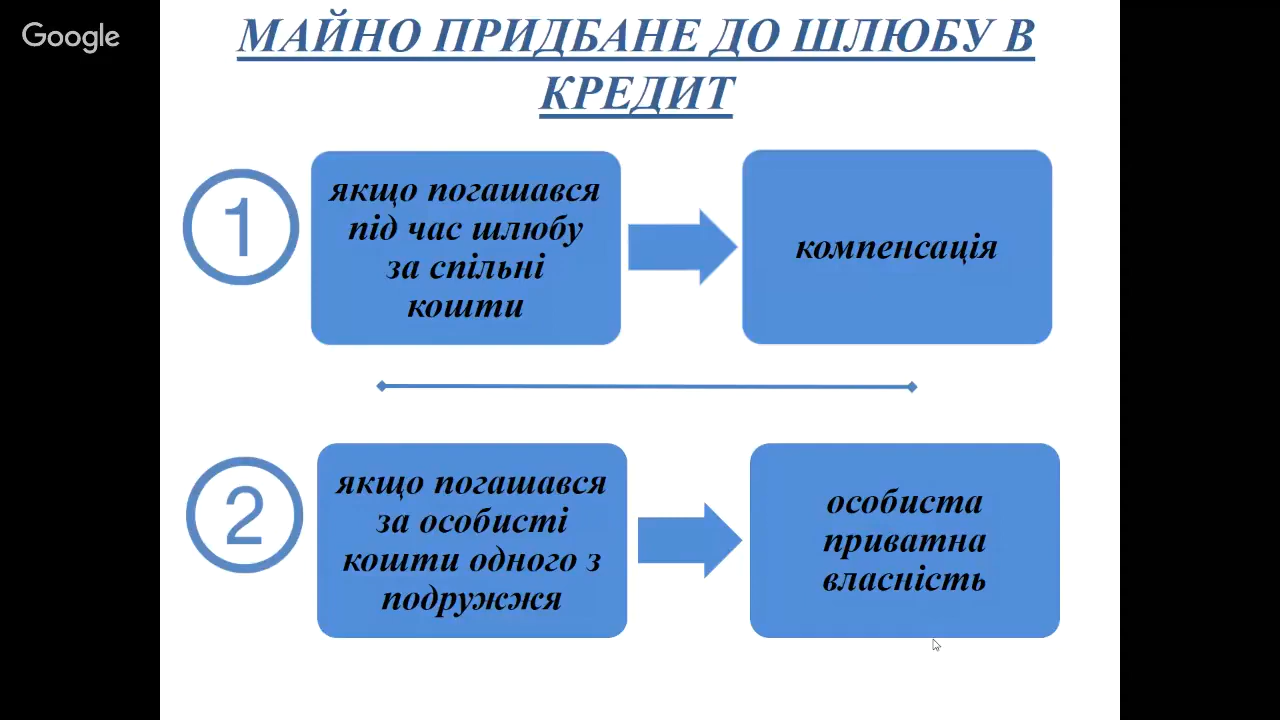 Google
МАЙНО ПРИДБАНЕ ДО ШЛЮБУ В
КРЕДИТ
1
якщо погашався
під час шлюбу
за спільні
кошти
компенсація
2
якщо погашався
за особисті
кошти одного з
подружжя
особиста
приватна
власність